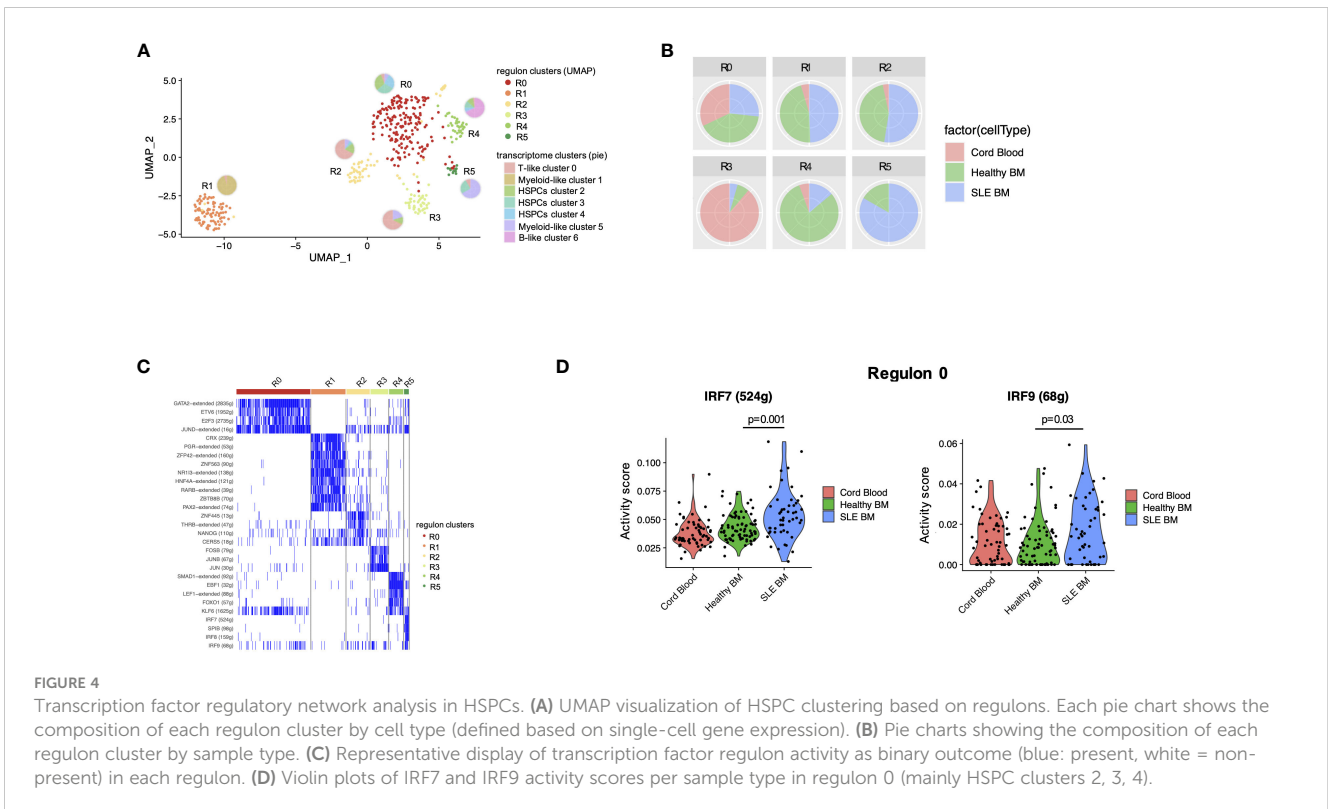 A
regulon clusters (UMAP)
R0
R1
R2
R3
R4
R5
transcriptome clusters (pie)
T-like cluster 0
Myeloid-like cluster 1
HSPCs cluster 2
HSPCs cluster 3
HSPCs cluster 4
Myeloid-like cluster 5
B-like cluster 6
5.0
2.5
0.0
-2.5
-5.0
UMAP_2
-10
-5
0
5
UMAP_1
R0
R4
R5
R2
R3
R1
B
R0
R1
R2
R3
R4
R5
factor(cellType)
Cord Blood
Healthy BM
SLE BM
C
R0
R1
R2
R3
R4
R5
GATA2-extended (2835g)
ETV6 (1952g)
E2F3 (2735g)
JUND-extended (16g)
CRX (239g)
PGR-extended (53g)
ZFP42-extended (160g)
ZNF563 (90g)
NR1I3-extended (138g)
HNF4A-extended (121g)
RARB-extended (39g)
ZBTB8B (70g)
PAX2-extended (74g)
ZNF445 (13g)
THRB-extended (47g)
NANOG (110g)
CERS5 (18g)
FOSB (79g)
JUNB (67g)
JUN (30g)
SMAD1-extended (92g)
EBF1 (32g)
LEF1-extended (88g)
FOXO1 (57g)
KLF6 (1625g)
IRF7 (524g)
SPIB (98g)
IRF8 (159g)
IRF9 (68g)
regulon clusters
R0
R1
R2
R3
R4
R5
D
Regulon 0
IRF7 (524g)
p=0.001
Activity score
0.100
0.075
0.050
0.025
Cord Blood
Healthy BM
SLE BM
Cord Blood
Healthy BM
SLE BM
IRF9 (68g)
p=0.03
Activity score
0.06
0.04
0.02
0.00
Cord Blood
Healthy BM
SLE BM
Cord Blood
Healthy BM
SLE BM
FIGURE 4
Transcription factor regulatory network analysis in HSPCs. (A) UMAP visualization of HSPC clustering based on regulons. Each pie chart shows the
composition of each regulon cluster by cell type (defined based on single-cell gene expression). (B) Pie charts showing the composition of each
regulon cluster by sample type. (C) Representative display of transcription factor regulon activity as binary outcome (blue: present, white = non-
present) in each regulon. (D) Violin plots of IRF7 and IRF9 activity scores per sample type in regulon 0 (mainly HSPC clusters 2, 3, 4).